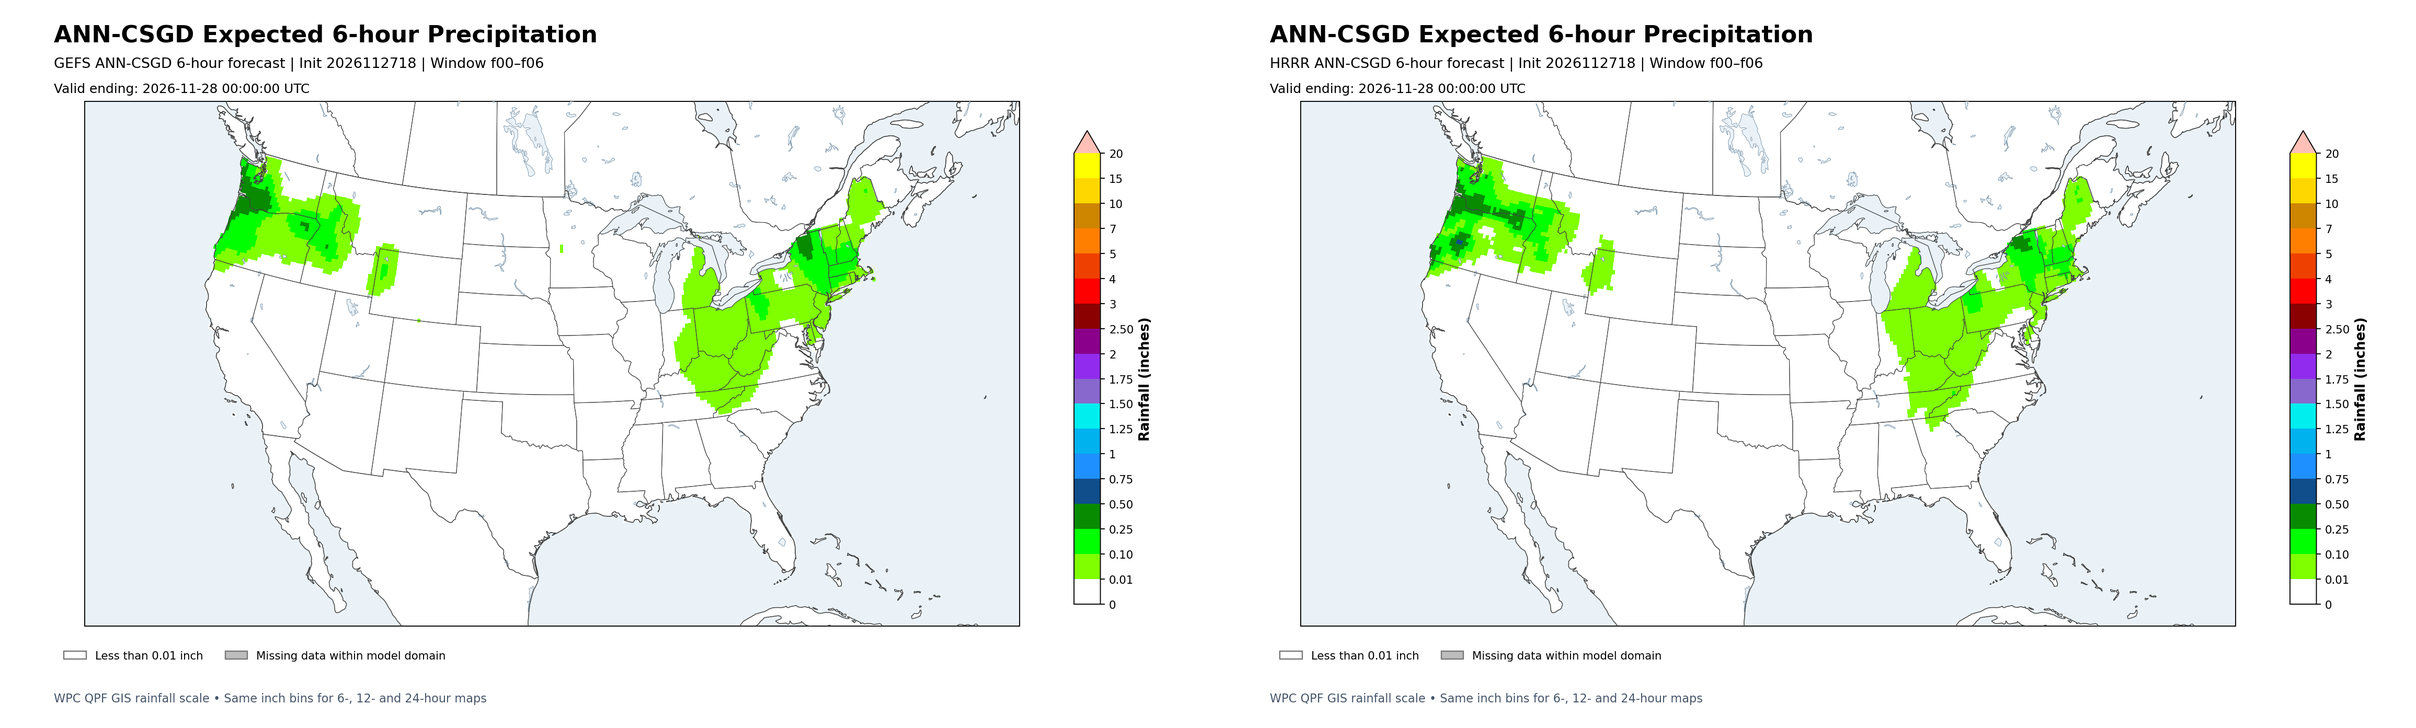 ANN-CSGD Expected 6-hour Precipitation
GEFS ANN-CSGD 6-hour forecast | Init 2026112718 | Window f00–f06
Valid ending: 2026-11-28 00:00:00 UTC
20
15
10
7
5
4
3
2.50
2
1.75
1.50
1.25
1
0.75
0.50
0.25
0.10
0.01
0
Rainfall (inches)
Less than 0.01 inch
Missing data within model domain
WPC QPF GIS rainfall scale • Same inch bins for 6-, 12- and 24-hour maps
ANN-CSGD Expected 6-hour Precipitation
HRRR ANN-CSGD 6-hour forecast | Init 2026112718 | Window f00–f06
Valid ending: 2026-11-28 00:00:00 UTC
20
15
10
7
5
4
3
2.50
2
1.75
1.50
1.25
1
0.75
0.50
0.25
0.10
0.01
0
Rainfall (inches)
Less than 0.01 inch
Missing data within model domain
WPC QPF GIS rainfall scale • Same inch bins for 6-, 12- and 24-hour maps